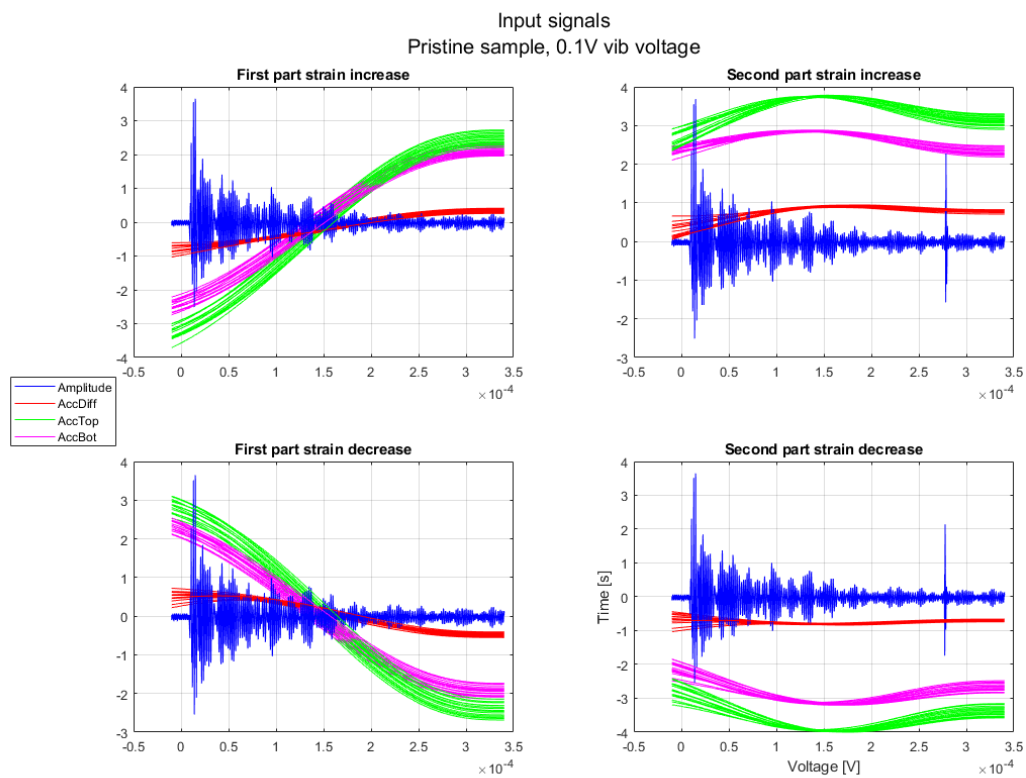 Input signals
Pristine sample, 0.1V vib voltage
First part strain increase
4
3
2
1
0
-1
-2
-3
-4
-0.5 0 0.5 1 1.5 2 2.5 3 3.5
×10⁻⁴
Second part strain increase
4
3
2
1
0
-1
-2
-3
-0.5 0 0.5 1 1.5 2 2.5 3 3.5
×10⁻⁴
Amplitude
AccDiff
AccTop
AccBot
First part strain decrease
4
3
2
1
0
-1
-2
-3
-0.5 0 0.5 1 1.5 2 2.5 3 3.5
×10⁻⁴
Second part strain decrease
Time [s]
4
3
2
1
0
-1
-2
-3
-4
-0.5 0 0.5 1 1.5 2 2.5 3 3.5
Voltage [V]
×10⁻⁴